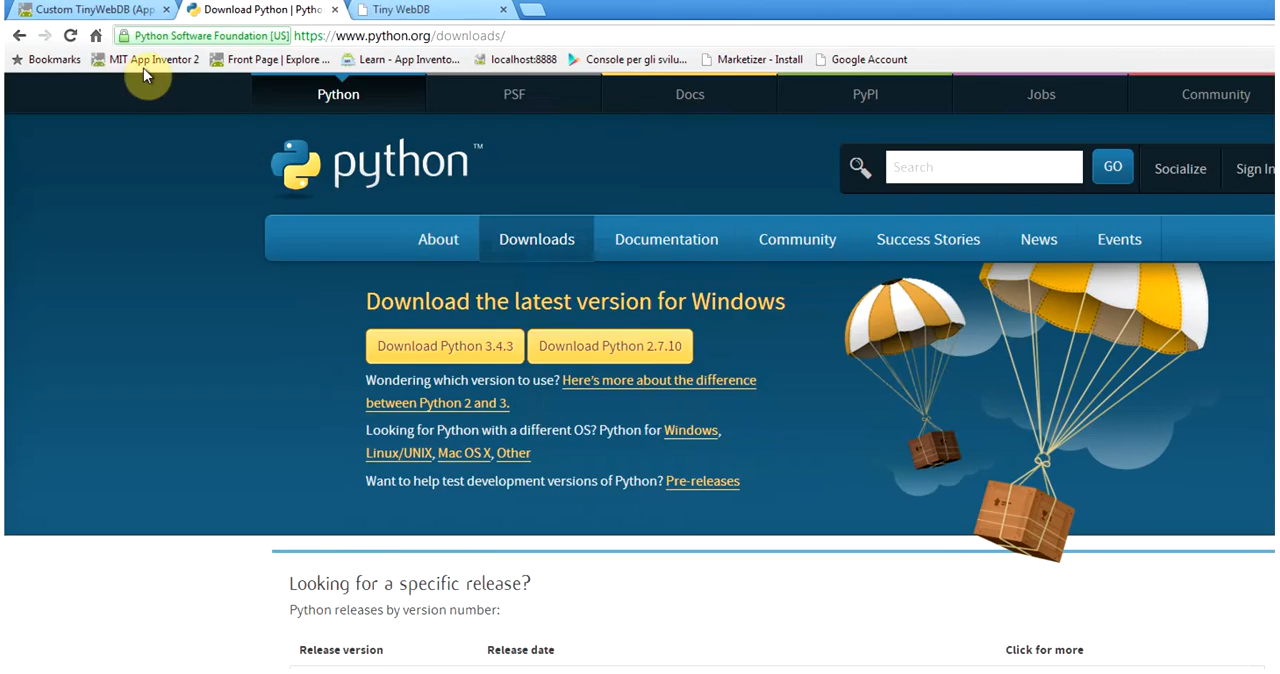 Custom TinyWebDB (App
Download Python | Pytho
Tiny WebDB
Python Software Foundation [US]
https://www.python.org/downloads/
Bookmarks
MIT App Inventor 2
Front Page | Explore ...
Learn - App Invento...
localhost:8888
Console per gli svilu...
Marketizer - Install
Google Account
Python
PSF
Docs
PyPI
Jobs
Community
python™
Search
GO
Socialize
Sign In
About
Downloads
Documentation
Community
Success Stories
News
Events
Download the latest version for Windows
Download Python 3.4.3
Download Python 2.7.10
Wondering which version to use? Here's more about the difference
between Python 2 and 3.
Looking for Python with a different OS? Python for Windows,
Linux/UNIX, Mac OS X, Other
Want to help test development versions of Python? Pre-releases
Looking for a specific release?
Python releases by version number:
Release version
Release date
Click for more